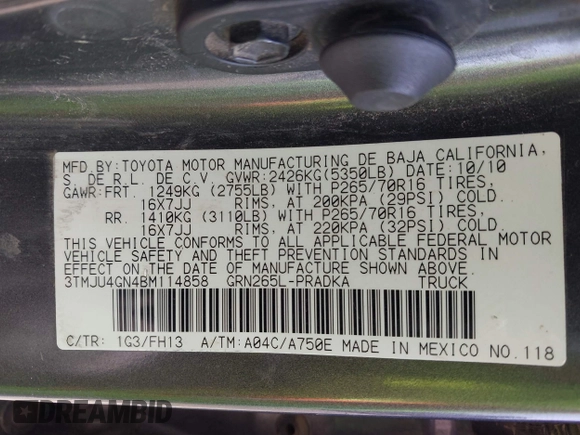 MFD BY:TOYOTA MOTOR MANUFACTURING DE BAJA CALIFORNIA,
S. DE R.L. DE C.V. GVWR:2426KG(5350LB) DATE:10/10
GAWR:FRT. 1249KG (2755LB) WITH P265/70R16 TIRES,
16X7JJ RIMS, AT 200KPA (29PSI) COLD.
RR. 1410KG (3110LB) WITH P265/70R16 TIRES,
16X7JJ RIMS, AT 220KPA (32PSI) COLD.
THIS VEHICLE CONFORMS TO ALL APPLICABLE FEDERAL MOTOR
VEHICLE SAFETY AND THEFT PREVENTION STANDARDS IN
EFFECT ON THE DATE OF MANUFACTURE SHOWN ABOVE.
3TMJU4GN4BM114858 GRN265L-PRADKA TRUCK
C/TR: 1G3/FH13 A/TM:A04C/A750E MADE IN MEXICO NO.118
DREAMBID